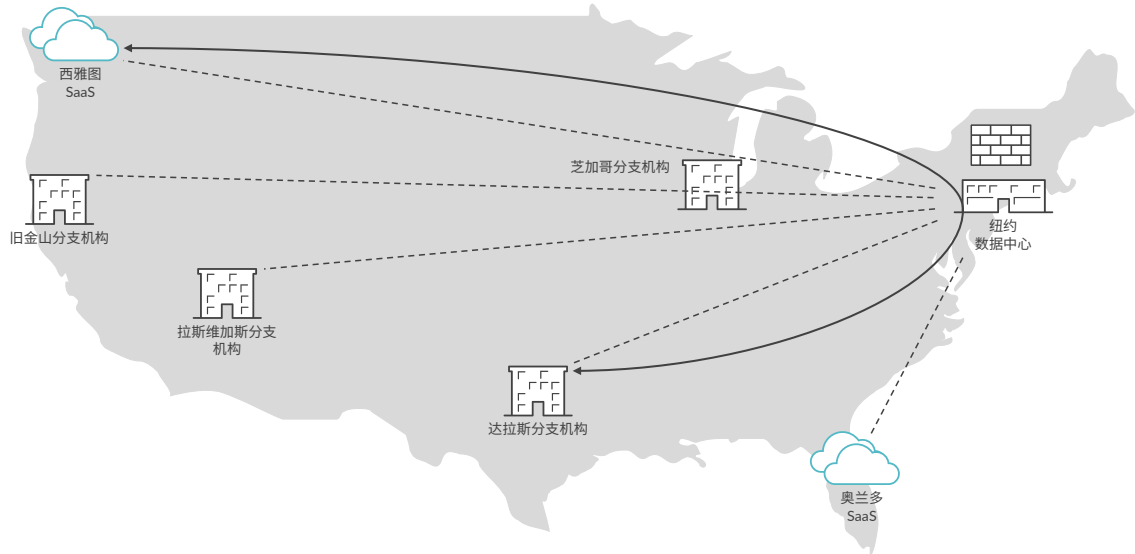 西雅图
SaaS
芝加哥分支机构
旧金山分支机构
纽约
数据中心
拉斯维加斯分支
机构
达拉斯分支机构
奥兰多
SaaS